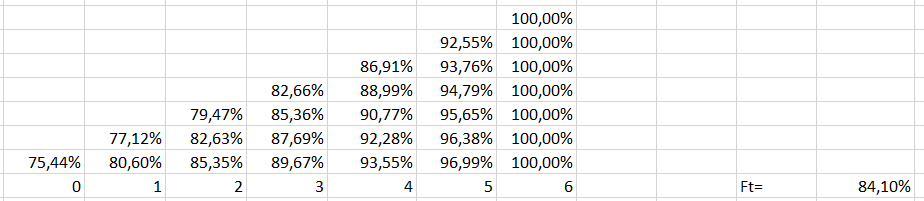 100,00%
92,55% 100,00%
86,91% 93,76% 100,00%
82,66% 88,99% 94,79% 100,00%
79,47% 85,36% 90,77% 95,65% 100,00%
77,12% 82,63% 87,69% 92,28% 96,38% 100,00%
75,44% 80,60% 85,35% 89,67% 93,55% 96,99% 100,00%
0 1 2 3 4 5 6 Ft= 84,10%